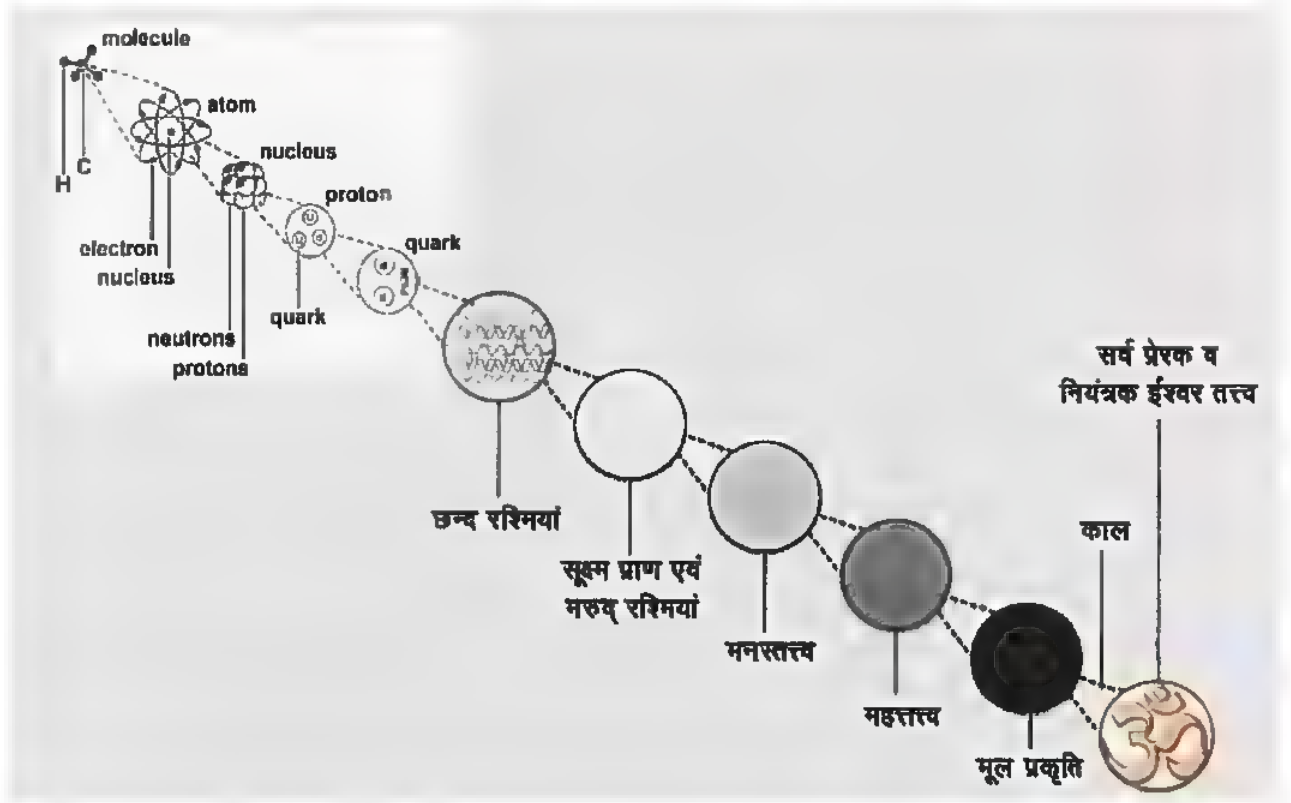 molecule
atom
H
C
nucleus
proton
electron
nucleus
quark
quark
neutrons
protons
छन्द रश्मियां
सूक्ष्म प्राण एवं
मरुद् रश्मियां
मनस्तत्त्व
महत्तत्त्व
मूल प्रकृति
काल
सर्व प्रेरक व
नियंत्रक ईश्वर तत्त्व